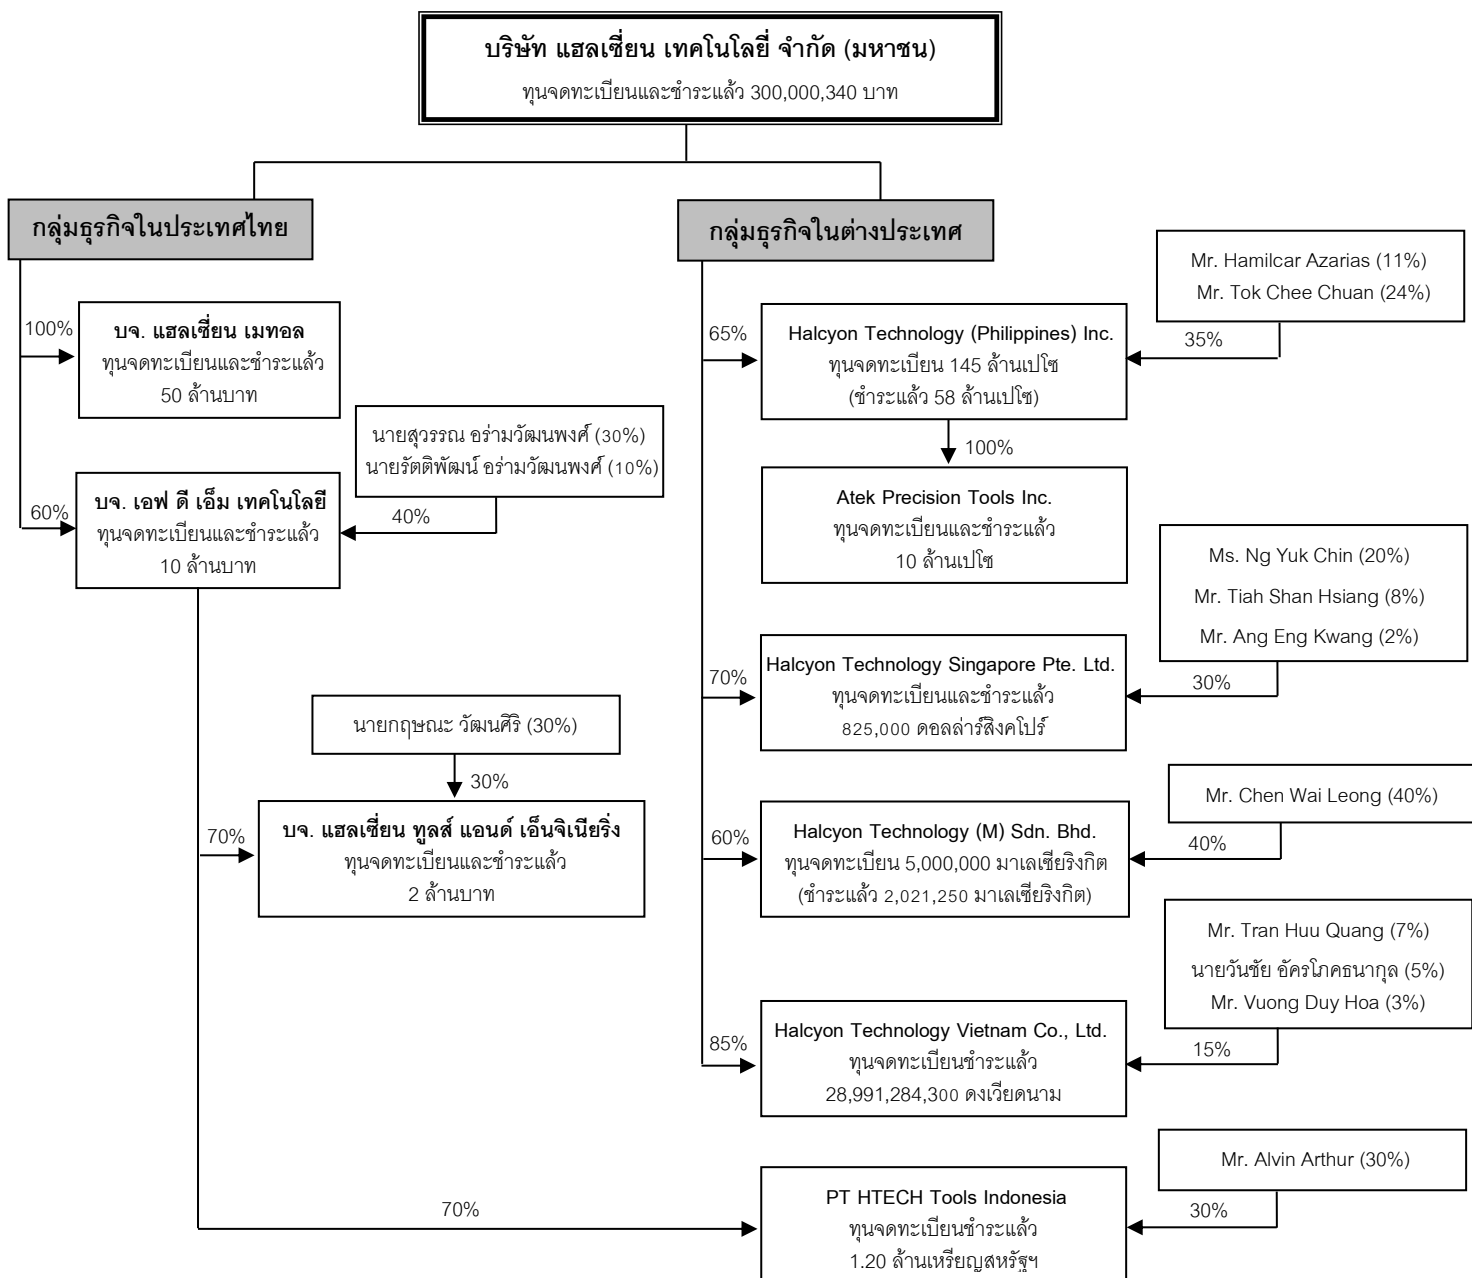 บริษัท แฮลเซี่ยน เทคโนโลยี่ จำกัด (มหาชน)
ทุนจดทะเบียนและชำระแล้ว 300,000,340 บาท
กลุ่มธุรกิจในประเทศไทย
100%
บจ. แฮลเซี่ยน เมทอล
ทุนจดทะเบียนและชำระแล้ว
50 ล้านบาท
นายสุวรรณ อร่ามวัฒนพงศ์ (30%)
นายรัตติพัฒน์ อร่ามวัฒนพงศ์ (10%)
40%
60%
บจ. เอฟ ดี เอ็ม เทคโนโลยี
ทุนจดทะเบียนและชำระแล้ว
10 ล้านบาท
นายกฤษณะ วัฒนศิริ (30%)
30%
70%
บจ. แฮลเซี่ยน ทูลส์ แอนด์ เอ็นจิเนียริ่ง
ทุนจดทะเบียนและชำระแล้ว
2 ล้านบาท
กลุ่มธุรกิจในต่างประเทศ
Mr. Hamilcar Azarias (11%)
Mr. Tok Chee Chuan (24%)
35%
65%
Halcyon Technology (Philippines) Inc.
ทุนจดทะเบียน 145 ล้านเปโซ
(ชำระแล้ว 58 ล้านเปโซ)
100%
Atek Precision Tools Inc.
ทุนจดทะเบียนและชำระแล้ว
10 ล้านเปโซ
Ms. Ng Yuk Chin (20%)
Mr. Tiah Shan Hsiang (8%)
Mr. Ang Eng Kwang (2%)
30%
70%
Halcyon Technology Singapore Pte. Ltd.
ทุนจดทะเบียนและชำระแล้ว
825,000 ดอลล่าร์สิงคโปร์
Mr. Chen Wai Leong (40%)
40%
60%
Halcyon Technology (M) Sdn. Bhd.
ทุนจดทะเบียน 5,000,000 มาเลเซียริงกิต
(ชำระแล้ว 2,021,250 มาเลเซียริงกิต)
Mr. Tran Huu Quang (7%)
นายวันชัย อัครโภคธนากุล (5%)
Mr. Vuong Duy Hoa (3%)
15%
85%
Halcyon Technology Vietnam Co., Ltd.
ทุนจดทะเบียนชำระแล้ว
28,991,284,300 ดงเวียดนาม
Mr. Alvin Arthur (30%)
30%
70%
PT HTECH Tools Indonesia
ทุนจดทะเบียนชำระแล้ว
1.20 ล้านเหรียญสหรัฐฯ